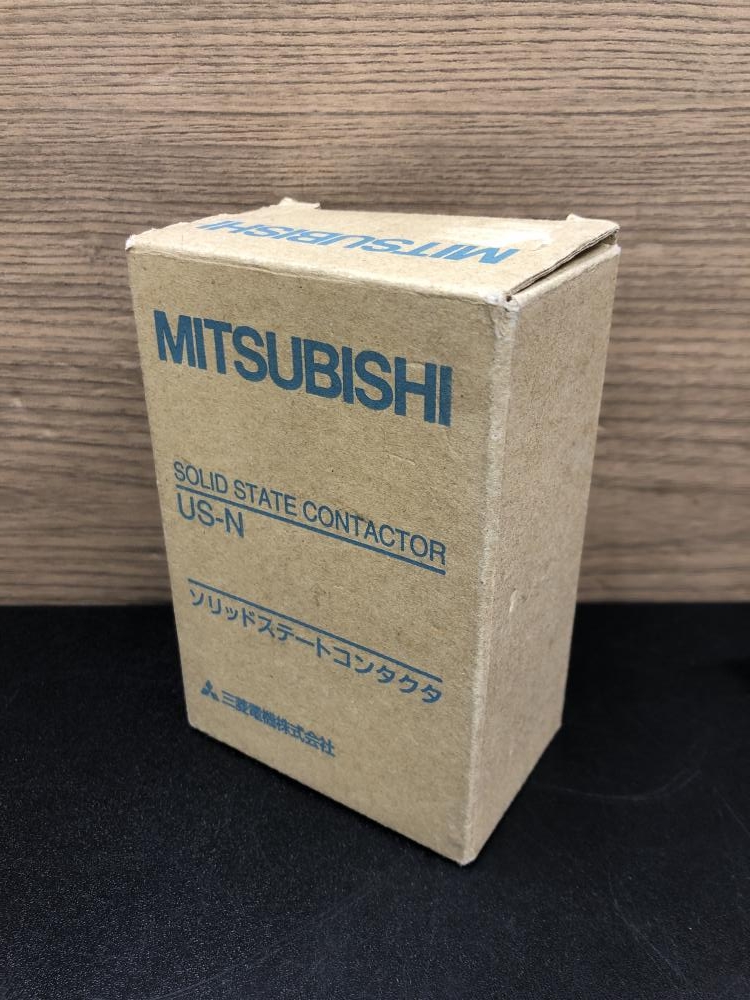 MITSUBISHI
MITSUBISHI
SOLID STATE CONTACTOR
US-N
ソリッドステートコンタクタ
三菱電機株式会社